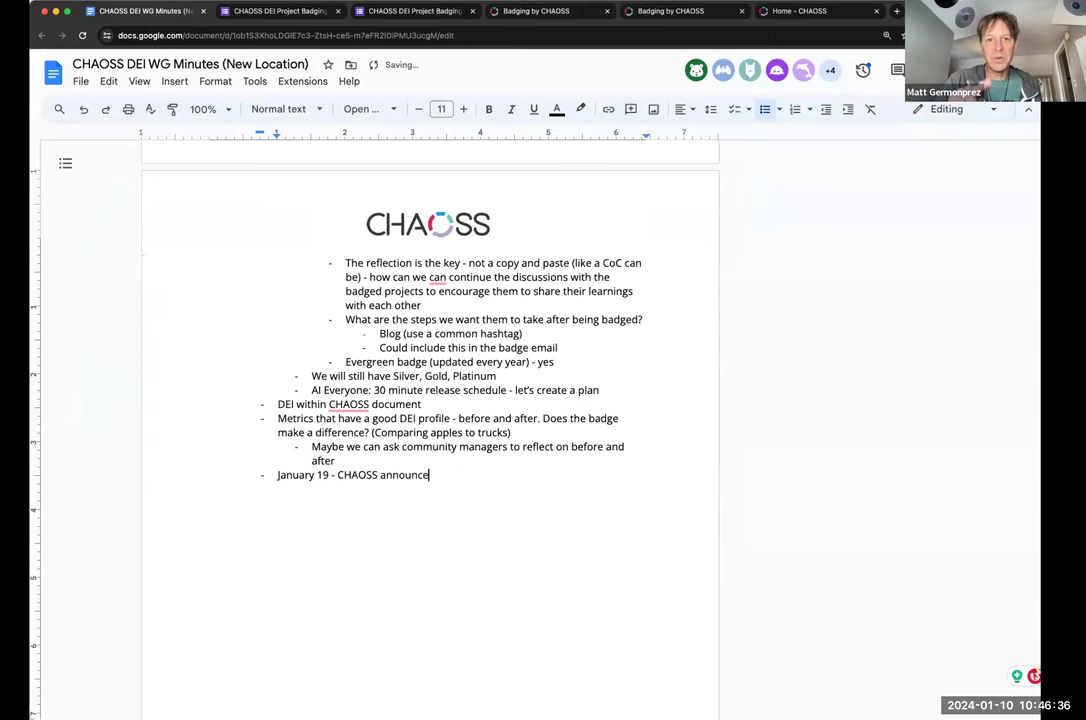 CHAOSS DEI WG Minutes (N
CHAOSS DEI Project Badging
CHAOSS DEI Project Badging
Badging by CHAOSS
Badging by CHAOSS
Home - CHAOSS
docs.google.com/document/d/1ob1S3XhoLDGIE7c3-ZtsH-ce5-m7eFR2iDiPMU3ucgM/edit
CHAOSS DEI WG Minutes (New Location)
Saving...
File Edit View Insert Format Tools Extensions Help
+4
Matt Germonprez
100% Normal text Open ... 11 B I U A Editing
1 1 2 3 4 5 6 7
CHAOSS
- The reflection is the key - not a copy and paste (like a CoC can
be) - how can we can continue the discussions with the
badged projects to encourage them to share their learnings
with each other
- What are the steps we want them to take after being badged?
- Blog (use a common hashtag)
- Could include this in the badge email
- Evergreen badge (updated every year) - yes
- We will still have Silver, Gold, Platinum
- AI Everyone: 30 minute release schedule - let's create a plan
- DEI within CHAOSS document
- Metrics that have a good DEI profile - before and after. Does the badge
make a difference? (Comparing apples to trucks)
- Maybe we can ask community managers to reflect on before and
after
- January 19 - CHAOSS announce
2024-01-10 10:46:36